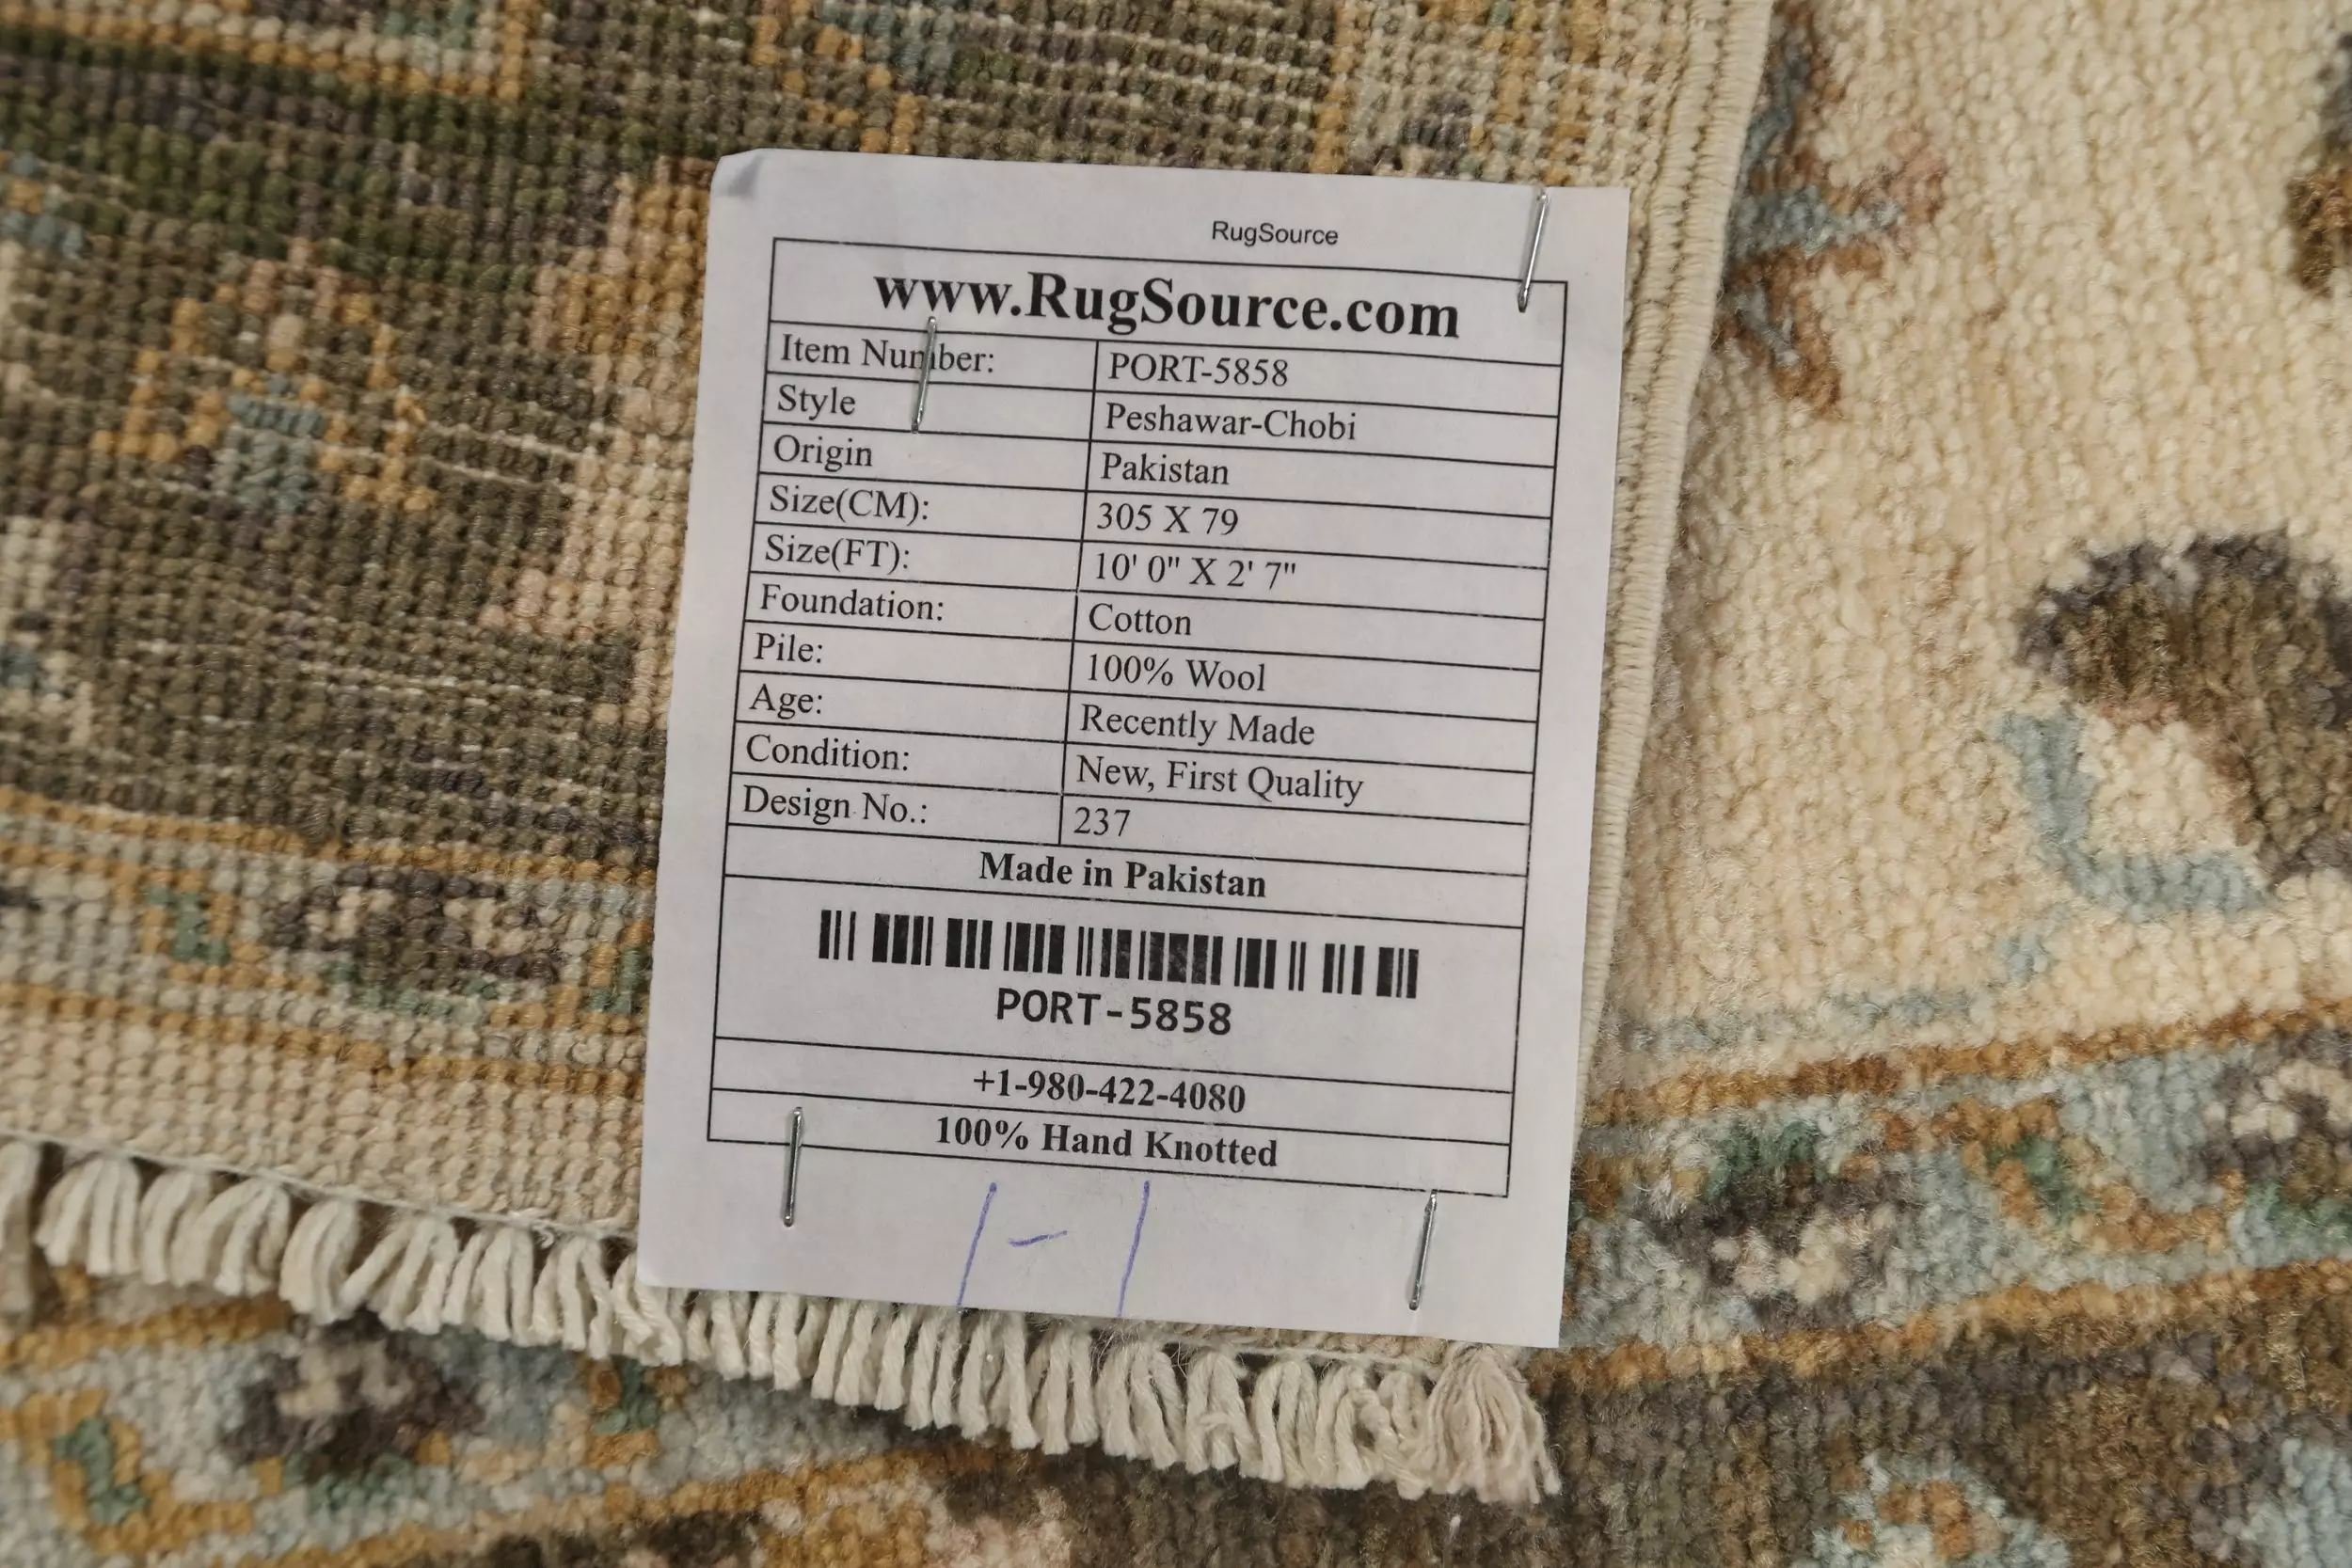 RugSource
www.RugSource.com
Item Number: PORT-5858
Style Peshawar-Chobi
Origin Pakistan
Size(CM): 305 X 79
Size(FT): 10' 0" X 2' 7"
Foundation: Cotton
Pile: 100% Wool
Age: Recently Made
Condition: New, First Quality
Design No.: 237
Made in Pakistan
PORT-5858
+1-980-422-4080
100% Hand Knotted
1-1